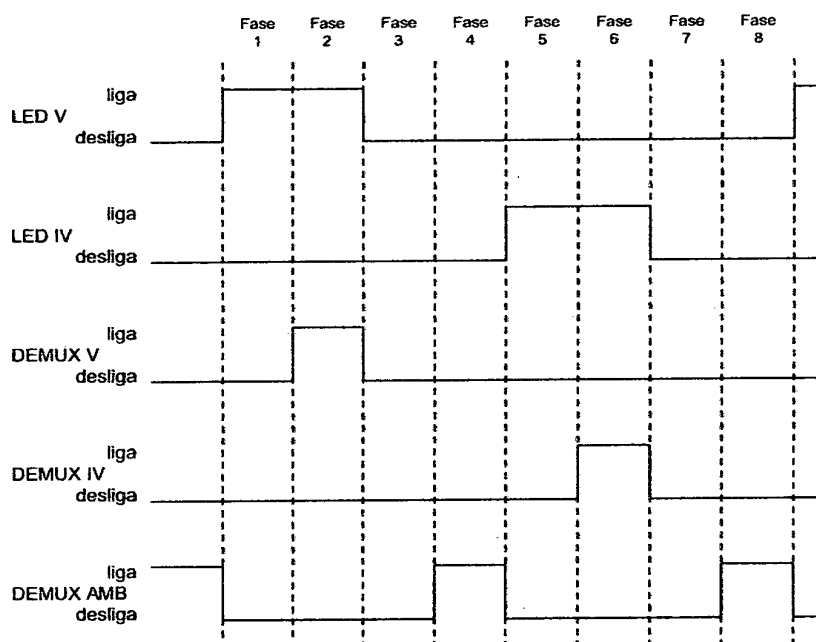 Fase Fase Fase Fase Fase Fase Fase Fase
1 2 3 4 5 6 7 8
liga
LED V
desliga
liga
LED IV
desliga
liga
DEMUX V
desliga
liga
DEMUX IV
desliga
liga
DEMUX AMB
desliga